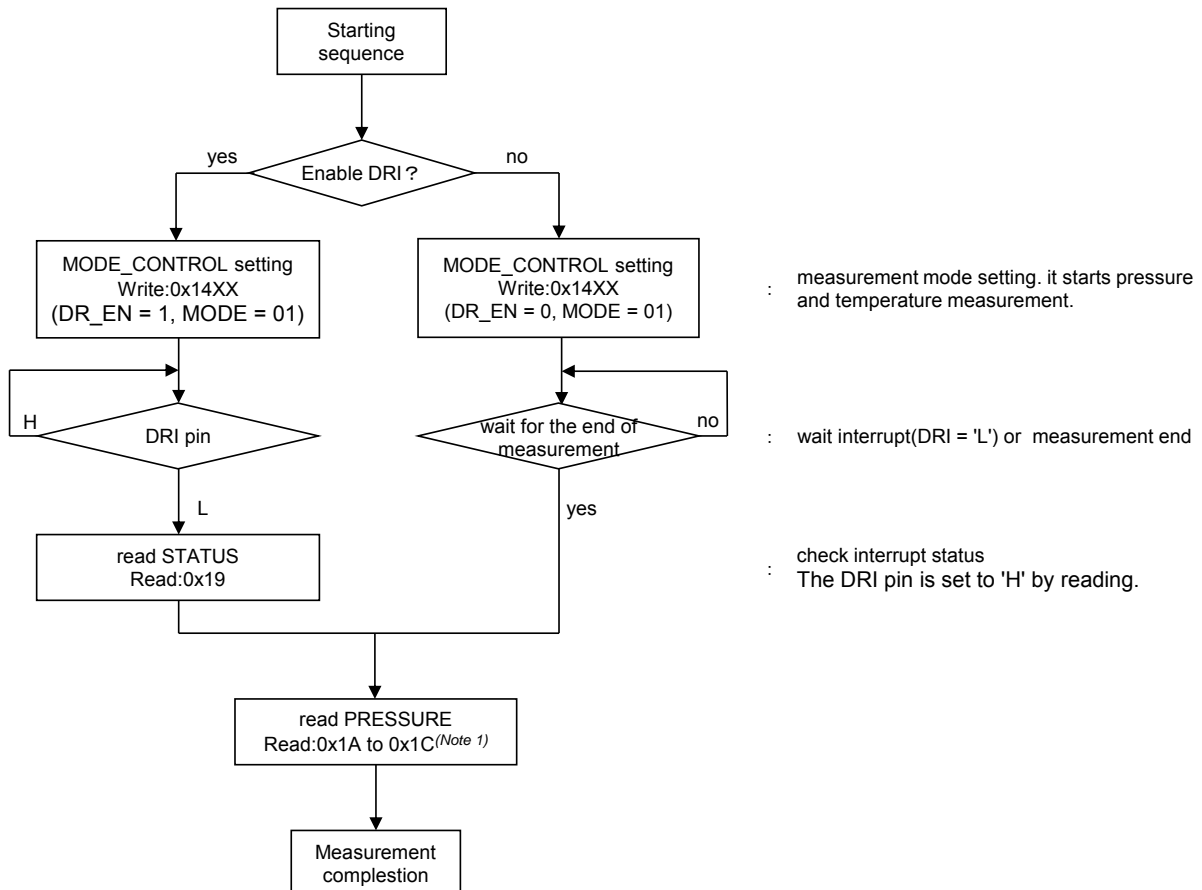 Starting
sequence
yes
Enable DRI？
no
MODE_CONTROL setting
Write:0x14XX
(DR_EN = 1, MODE = 01)
MODE_CONTROL setting
Write:0x14XX
(DR_EN = 0, MODE = 01)
: measurement mode setting. it starts pressure
and temperature measurement.
H
DRI pin
wait for the end of
measurement
no
: wait interrupt(DRI = 'L') or measurement end
L
yes
read STATUS
Read:0x19
: check interrupt status
The DRI pin is set to 'H' by reading.
read PRESSURE
Read:0x1A to 0x1C(Note 1)
Measurement
complestion